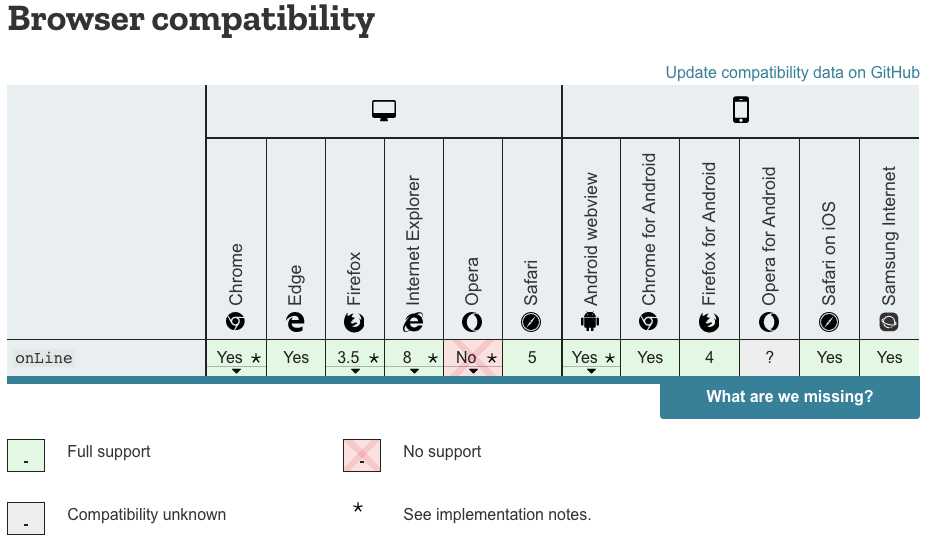 Browser compatibility
Update compatibility data on GitHub
Chrome
Edge
Firefox
Internet Explorer
Opera
Safari
Android webview
Chrome for Android
Firefox for Android
Opera for Android
Safari on iOS
Samsung Internet
onLine Yes * Yes 3.5 * 8 * No * 5 Yes * Yes 4 ? Yes Yes
What are we missing?
- Full support - No support
- Compatibility unknown * See implementation notes.